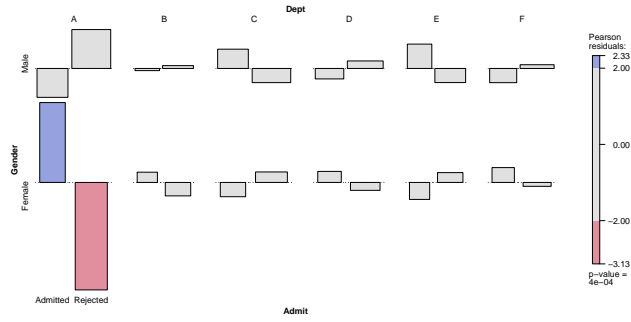 Dept
A B C D E F
Pearson
residuals:
2.33
2.00
0.00
−2.00
−3.13
p−value =
4e−04
Gender
Male
Female
Admitted Rejected
Admit